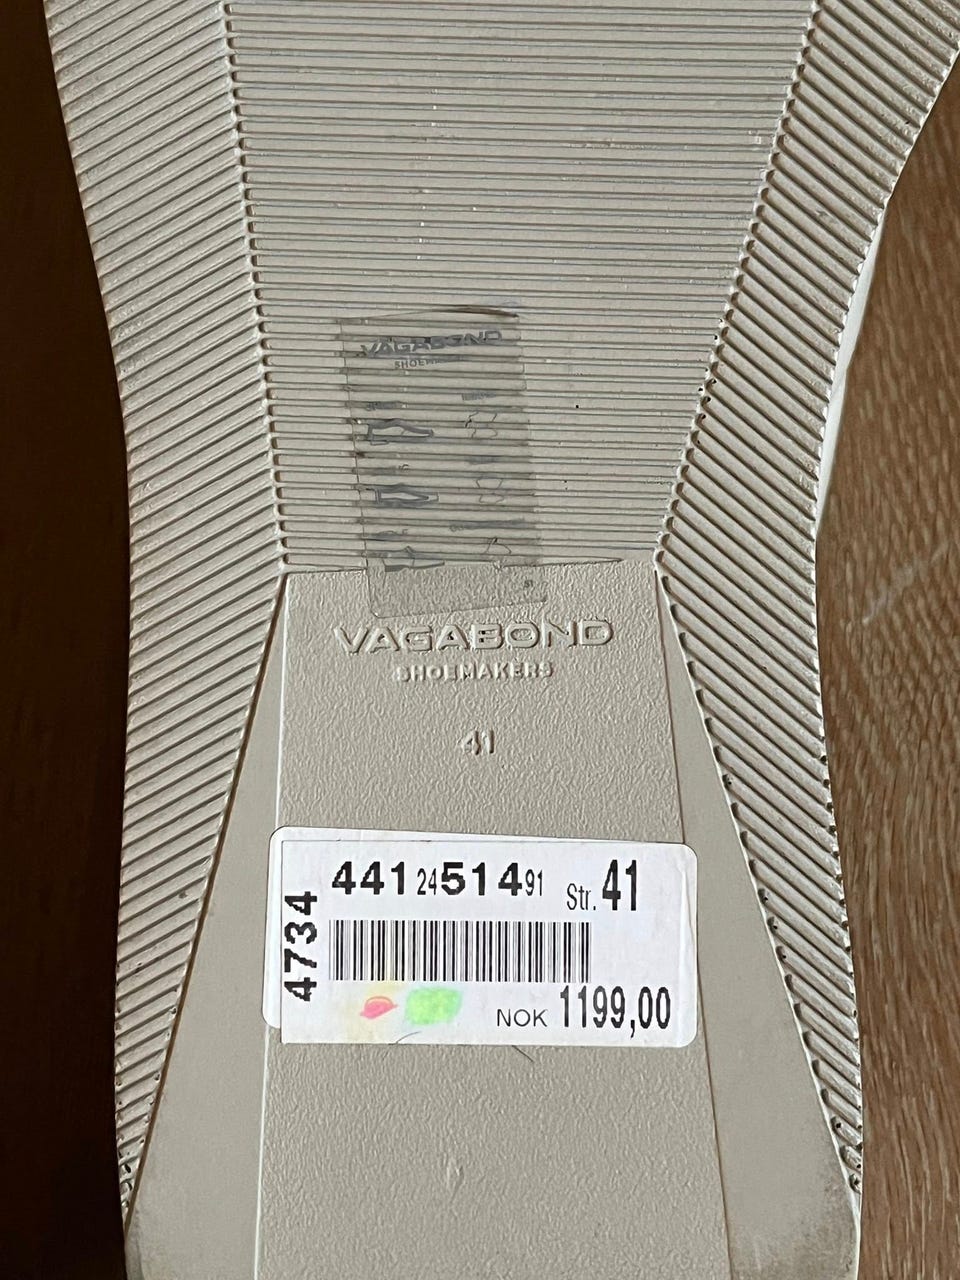 VAGABOND
SHOEMAKERS
VAGABOND
SHOEMAKERS
41
441 24 514 91 Str. 41
4734
NOK 1199,00